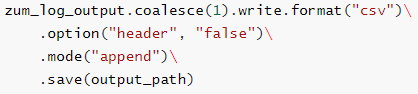 zum_log_output.coalesce(1).write.format("csv")\
    .option("header", "false")\
    .mode("append")\
    .save(output_path)